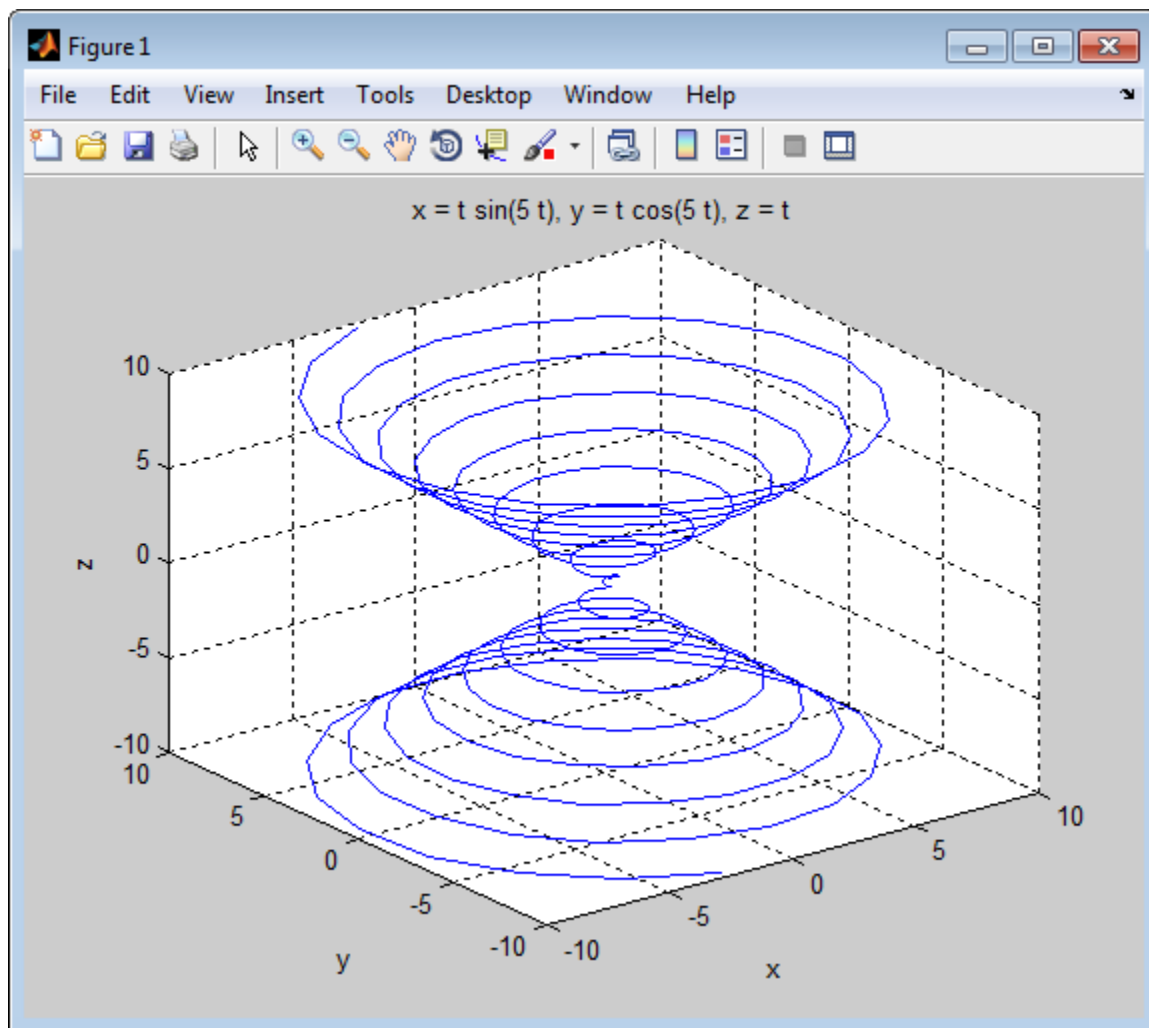 Figure 1
File Edit View Insert Tools Desktop Window Help
x = t sin(5 t), y = t cos(5 t), z = t
10
5
0
-5
-10
z
10
5
0
-5
-10
y
-10
-5
0
5
10
x